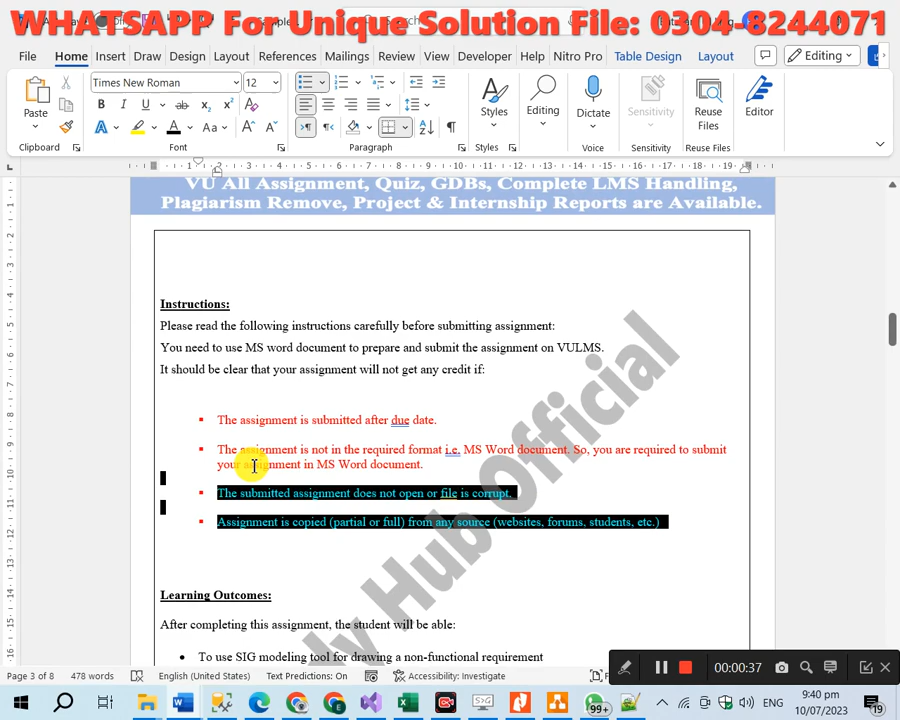 WHATSAPP For Unique Solution File: 0304-8244071
File Home Insert Draw Design Layout References Mailings Review View Developer Help Nitro Pro Table Design Layout Editing
Times New Roman 12
Paste
Styles Editing Dictate Sensitivity Reuse Files Editor
Clipboard Font Paragraph Styles Voice Sensitivity Reuse Files Editor
VU All Assignment, Quiz, GDBs, Complete LMS Handling,
Plagiarism Remove, Project & Internship Reports are Available.
Instructions:
Please read the following instructions carefully before submitting assignment:
You need to use MS word document to prepare and submit the assignment on VULMS.
It should be clear that your assignment will not get any credit if:
▪ The assignment is submitted after due date.
▪ The assignment is not in the required format i.e. MS Word document. So, you are required to submit
your assignment in MS Word document.
▪ The submitted assignment does not open or file is corrupt.
▪ Assignment is copied (partial or full) from any source (websites, forums, students, etc.)
ly Hub Official
Learning Outcomes:
After completing this assignment, the student will be able:
• To use SIG modeling tool for drawing a non-functional requirement
Page 3 of 8 478 words English (United States) Text Predictions: On Accessibility: Investigate
00:00:37
99+
ENG
9:40 pm
10/07/2023
19